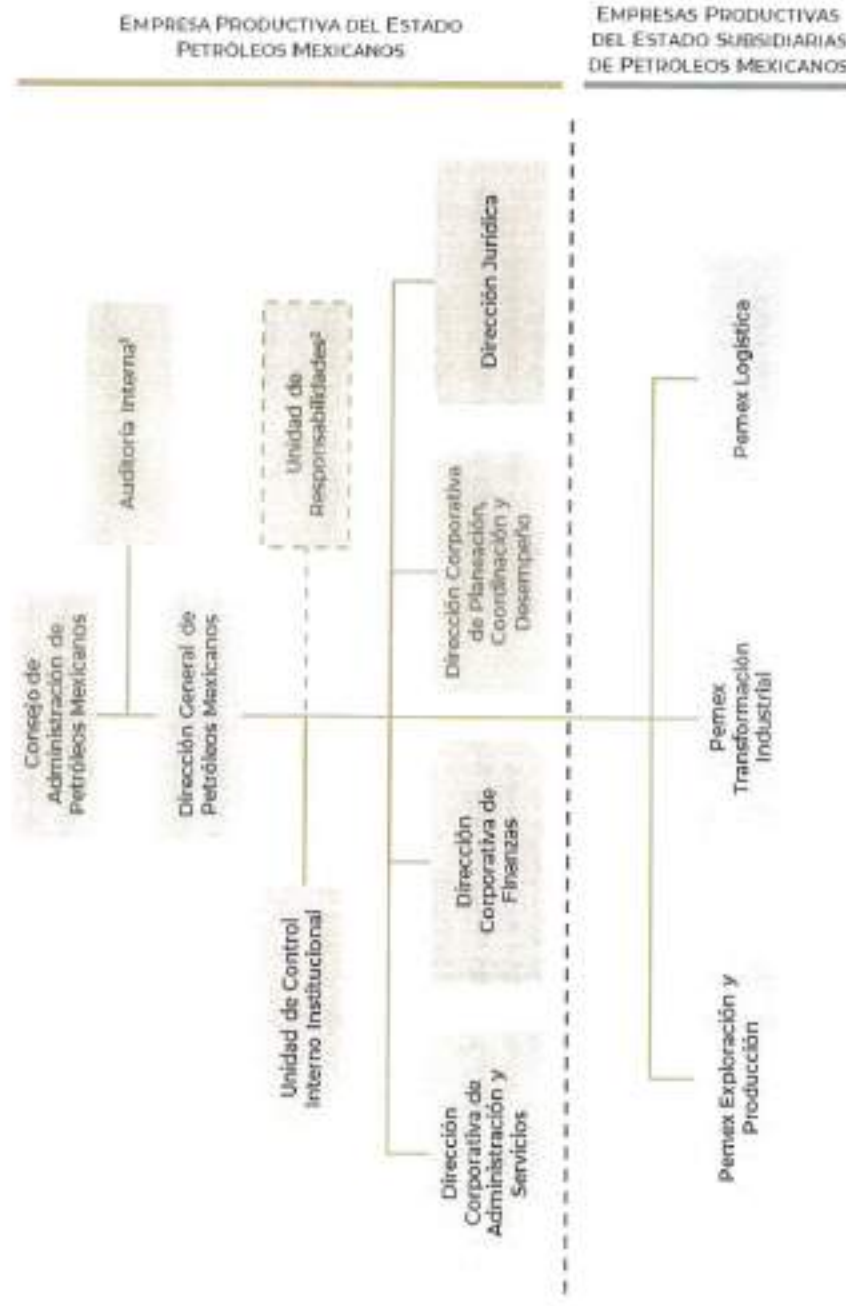 EMPRESA PRODUCTIVA DEL ESTADO
PETRÓLEOS MEXICANOS
EMPRESAS PRODUCTIVAS
DEL ESTADO SUBSIDIARIAS
DE PETRÓLEOS MEXICANOS
Consejo de
Administración de
Petróleos Mexicanos
Auditoría Interna¹
Dirección General de
Petróleos Mexicanos
Unidad de
Responsabilidades²
Unidad de Control
Interno Institucional
Dirección
Corporativa de
Administración y
Servicios
Dirección
Corporativa de
Finanzas
Dirección Corporativa
de Planeación,
Coordinación y
Desempeño
Dirección Jurídica
Pemex Exploración y
Producción
Pemex
Transformación
Industrial
Pemex Logística